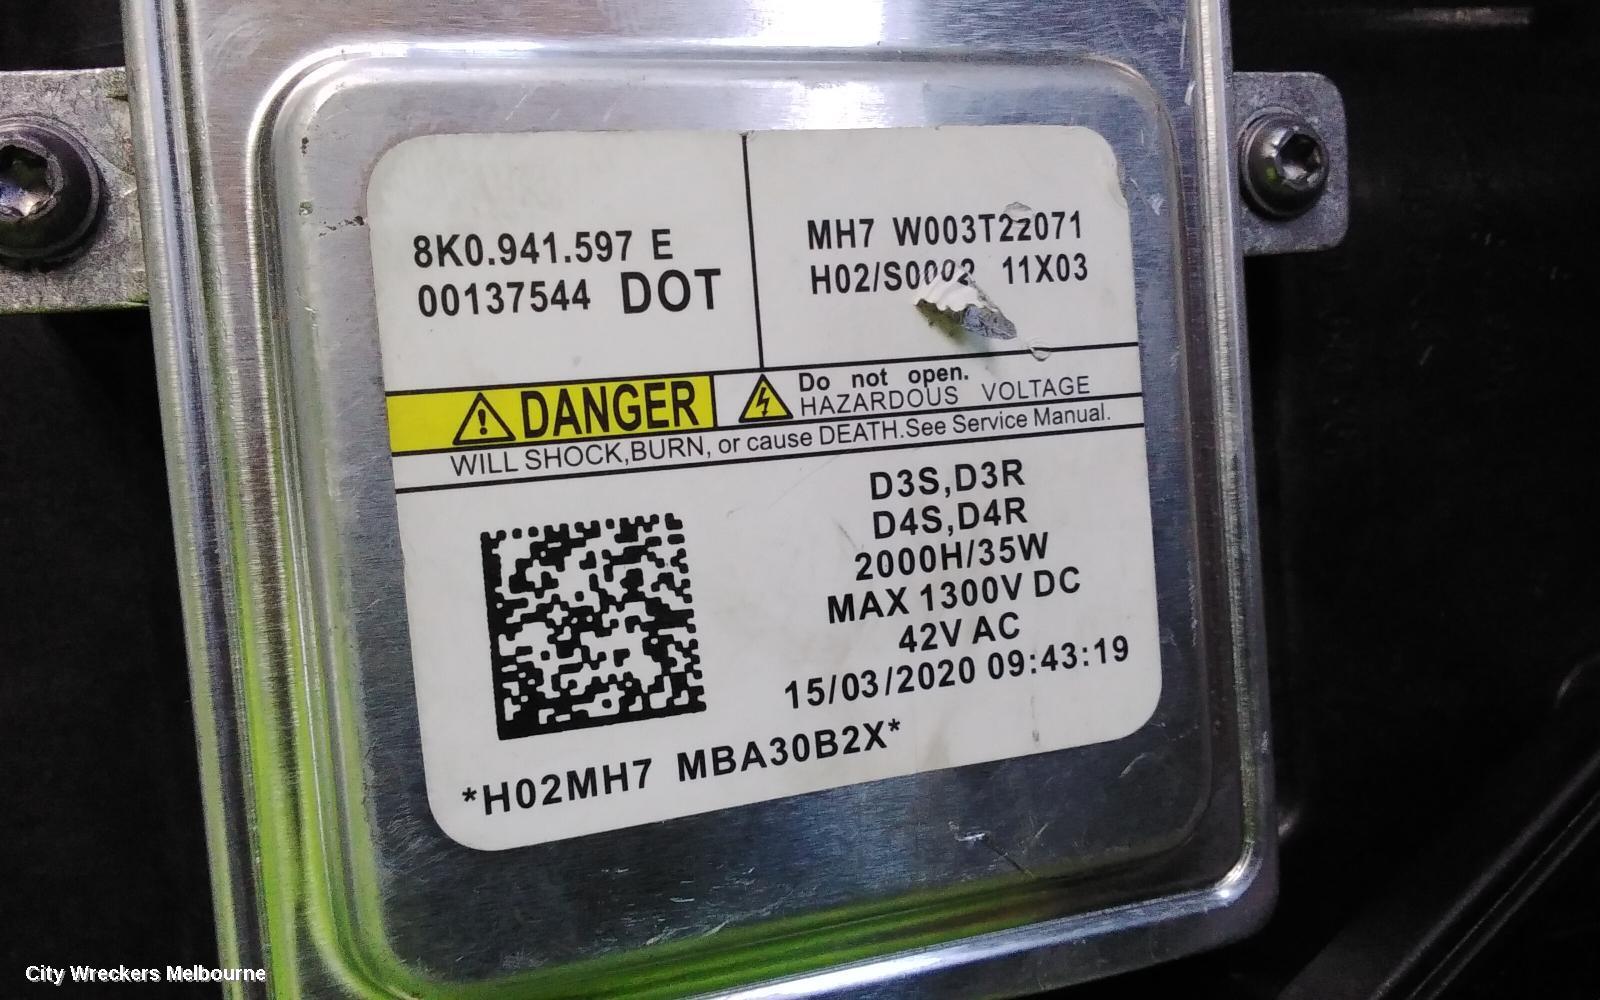 8K0.941.597 E
00137544 DOT
MH7 W003T22071
H02/S0002 11X03
DANGER
Do not open.
HAZARDOUS VOLTAGE
WILL SHOCK,BURN, or cause DEATH.See Service Manual.
D3S,D3R
D4S,D4R
2000H/35W
MAX 1300V DC
42V AC
15/03/2020 09:43:19
*H02MH7 MBA30B2X*
City Wreckers Melbourne